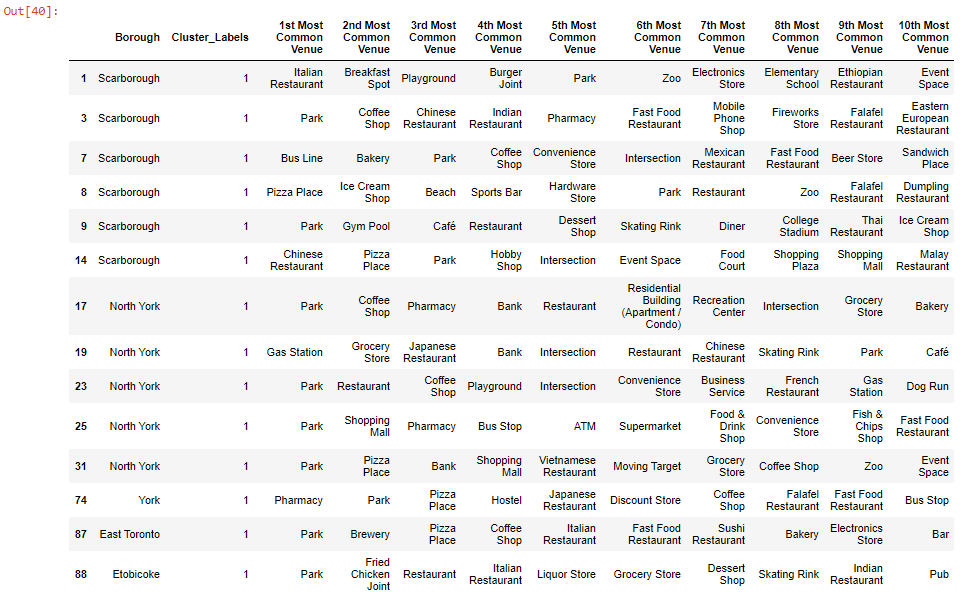 Out[40]:
Borough Cluster_Labels 1st Most Common Venue 2nd Most Common Venue 3rd Most Common Venue 4th Most Common Venue 5th Most Common Venue 6th Most Common Venue 7th Most Common Venue 8th Most Common Venue 9th Most Common Venue 10th Most Common Venue
1 Scarborough 1 Italian Restaurant Breakfast Spot Playground Burger Joint Park Zoo Electronics Store Elementary School Ethiopian Restaurant Event Space
3 Scarborough 1 Park Coffee Shop Chinese Restaurant Indian Restaurant Pharmacy Fast Food Restaurant Mobile Phone Shop Fireworks Store Falafel Restaurant Eastern European Restaurant
7 Scarborough 1 Bus Line Bakery Park Coffee Shop Convenience Store Intersection Mexican Restaurant Fast Food Restaurant Beer Store Sandwich Place
8 Scarborough 1 Pizza Place Ice Cream Shop Beach Sports Bar Hardware Store Park Restaurant Zoo Falafel Restaurant Dumpling Restaurant
9 Scarborough 1 Park Gym Pool Café Restaurant Dessert Shop Skating Rink Diner College Stadium Thai Restaurant Ice Cream Shop
14 Scarborough 1 Chinese Restaurant Pizza Place Park Hobby Shop Intersection Event Space Food Court Shopping Plaza Shopping Mall Malay Restaurant
17 North York 1 Park Coffee Shop Pharmacy Bank Restaurant Residential Building (Apartment / Condo) Recreation Center Intersection Grocery Store Bakery
19 North York 1 Gas Station Grocery Store Japanese Restaurant Bank Intersection Restaurant Chinese Restaurant Skating Rink Park Café
23 North York 1 Park Restaurant Coffee Shop Playground Intersection Convenience Store Business Service French Restaurant Gas Station Dog Run
25 North York 1 Park Shopping Mall Pharmacy Bus Stop ATM Supermarket Food & Drink Shop Convenience Store Fish & Chips Shop Fast Food Restaurant
31 North York 1 Park Pizza Place Bank Shopping Mall Vietnamese Restaurant Moving Target Grocery Store Coffee Shop Zoo Event Space
74 York 1 Pharmacy Park Pizza Place Hostel Japanese Restaurant Discount Store Coffee Shop Falafel Restaurant Fast Food Restaurant Bus Stop
87 East Toronto 1 Park Brewery Pizza Place Coffee Shop Italian Restaurant Fast Food Restaurant Sushi Restaurant Bakery Electronics Store Bar
88 Etobicoke 1 Park Fried Chicken Joint Restaurant Italian Restaurant Liquor Store Grocery Store Dessert Shop Skating Rink Indian Restaurant Pub